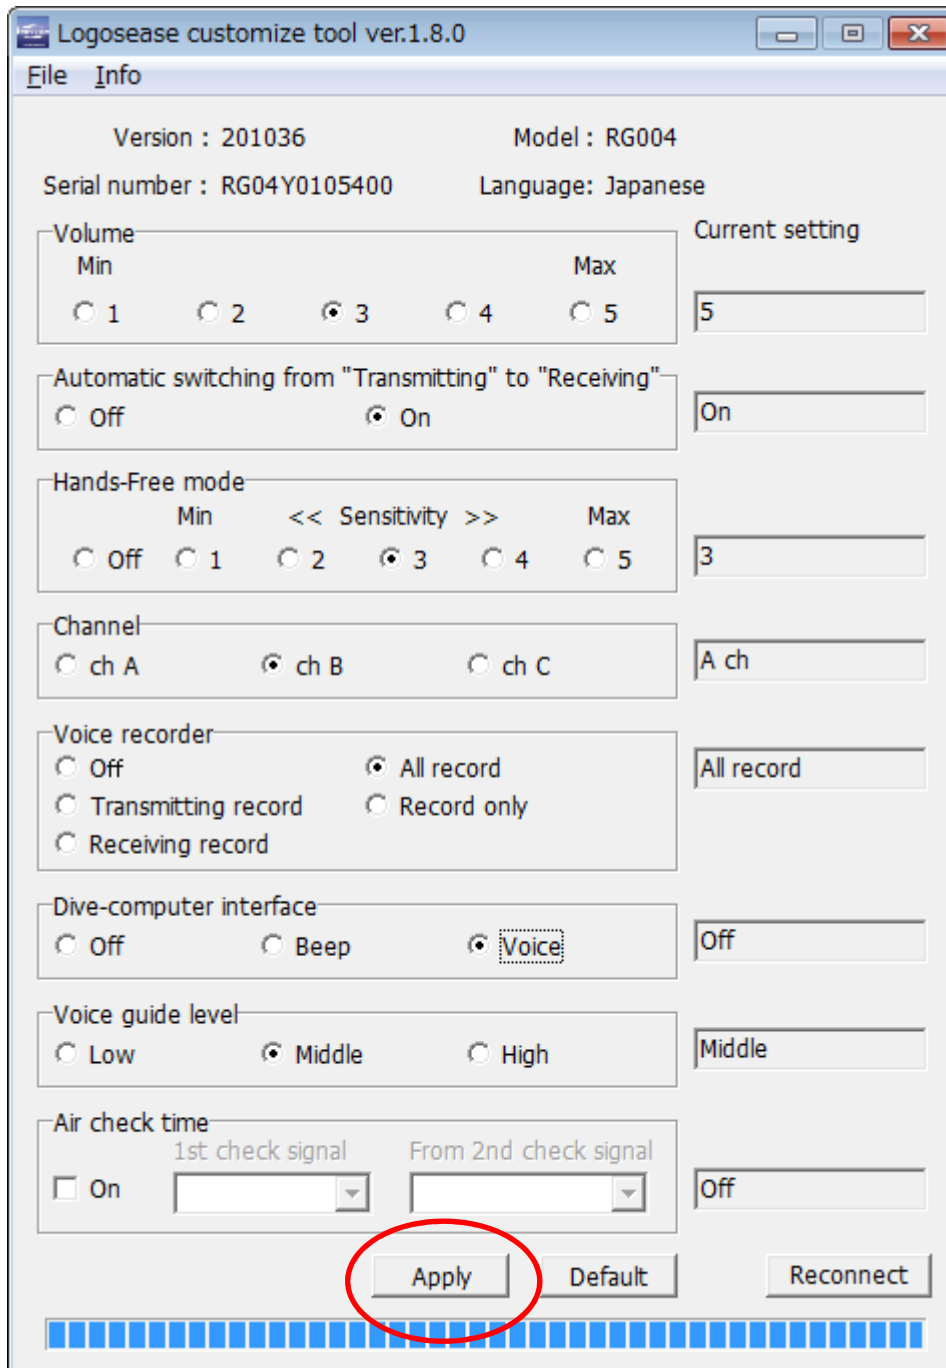 Logosease customize tool ver.1.8.0
File Info
Version : 201036 Model : RG004
Serial number : RG04Y0105400 Language: Japanese
Volume Current setting
Min Max
1 2 3 4 5 5
Automatic switching from "Transmitting" to "Receiving"
Off On On
Hands-Free mode
Min << Sensitivity >> Max
Off 1 2 3 4 5 3
Channel
ch A ch B ch C A ch
Voice recorder
Off All record All record
Transmitting record Record only
Receiving record
Dive-computer interface
Off Beep Voice Off
Voice guide level
Low Middle High Middle
Air check time
1st check signal From 2nd check signal
On Off
Apply Default Reconnect